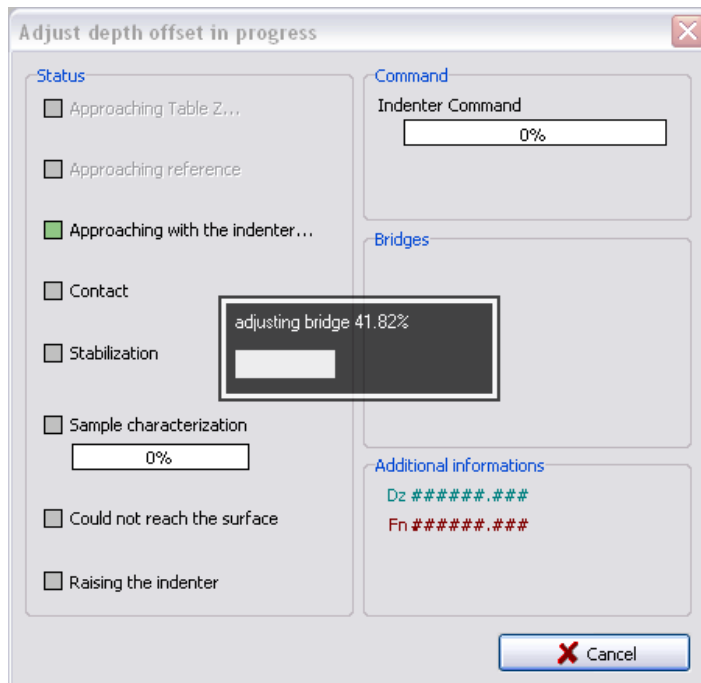 Adjust depth offset in progress
Status
Approaching Table Z...
Approaching reference
Approaching with the indenter...
Contact
Stabilization
Sample characterization
0%
Could not reach the surface
Raising the indenter
Command
Indenter Command
0%
Bridges
adjusting bridge 41.82%
Additional informations
Dz ######.###
Fn ######.###
Cancel